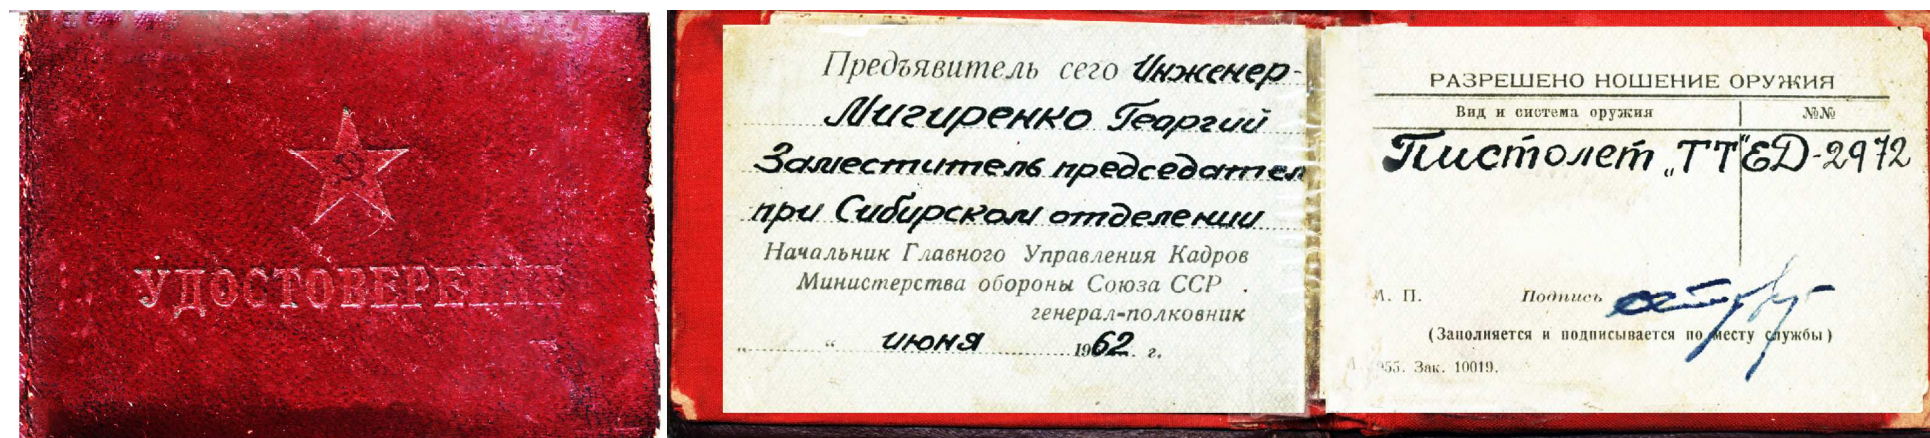 УДОСТОВЕРЕНИЕ
Предъявитель сего Инженер-
Мигиренко Георгий
Заместитель председател
при Сибирском отделении
Начальник Главного Управления Кадров
Министерства обороны Союза ССР
генерал-полковник
„ “ июня 1962 г.
РАЗРЕШЕНО НОШЕНИЕ ОРУЖИЯ
Вид и система оружия №№
Пистолет „ТТ“ ЕД-2972
М. П. Подпись
(Заполняется и подписывается по месту службы)
955. Зак. 10019.